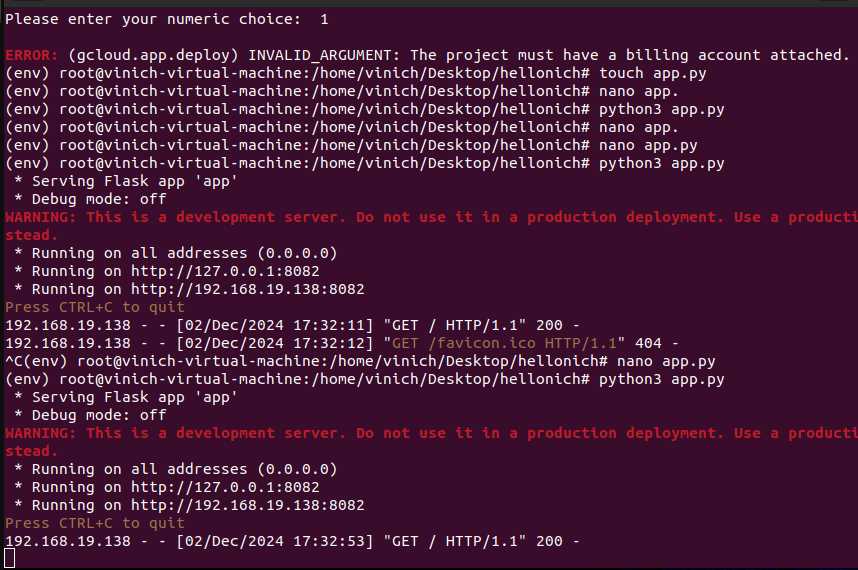 Please enter your numeric choice:  1
ERROR: (gcloud.app.deploy) INVALID_ARGUMENT: The project must have a billing account attached.
(env) root@vinich-virtual-machine:/home/vinich/Desktop/hellonich# touch app.py
(env) root@vinich-virtual-machine:/home/vinich/Desktop/hellonich# nano app.
(env) root@vinich-virtual-machine:/home/vinich/Desktop/hellonich# python3 app.py
(env) root@vinich-virtual-machine:/home/vinich/Desktop/hellonich# nano app.
(env) root@vinich-virtual-machine:/home/vinich/Desktop/hellonich# nano app.py
(env) root@vinich-virtual-machine:/home/vinich/Desktop/hellonich# python3 app.py
 * Serving Flask app 'app'
 * Debug mode: off
WARNING: This is a development server. Do not use it in a production deployment. Use a producti
stead.
 * Running on all addresses (0.0.0.0)
 * Running on http://127.0.0.1:8082
 * Running on http://192.168.19.138:8082
Press CTRL+C to quit
192.168.19.138 - - [02/Dec/2024 17:32:11] "GET / HTTP/1.1" 200 -
192.168.19.138 - - [02/Dec/2024 17:32:12] "GET /favicon.ico HTTP/1.1" 404 -
^C(env) root@vinich-virtual-machine:/home/vinich/Desktop/hellonich# nano app.py
(env) root@vinich-virtual-machine:/home/vinich/Desktop/hellonich# python3 app.py
 * Serving Flask app 'app'
 * Debug mode: off
WARNING: This is a development server. Do not use it in a production deployment. Use a producti
stead.
 * Running on all addresses (0.0.0.0)
 * Running on http://127.0.0.1:8082
 * Running on http://192.168.19.138:8082
Press CTRL+C to quit
192.168.19.138 - - [02/Dec/2024 17:32:53] "GET / HTTP/1.1" 200 -